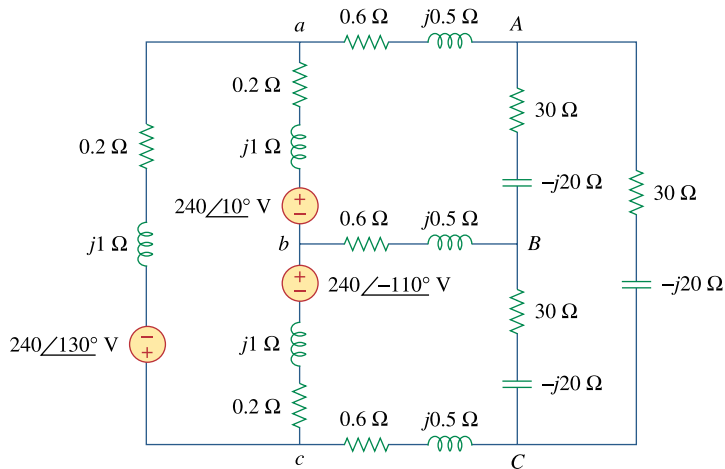 0.6 Ω
j0.5 Ω
a
A
0.2 Ω
30 Ω
0.2 Ω
j1 Ω
–j20 Ω
30 Ω
240/10° V
+
–
0.6 Ω
j0.5 Ω
j1 Ω
b
B
+
–
240/–110° V
–j20 Ω
30 Ω
240/130° V
–
+
j1 Ω
–j20 Ω
0.2 Ω
0.6 Ω
j0.5 Ω
c
C